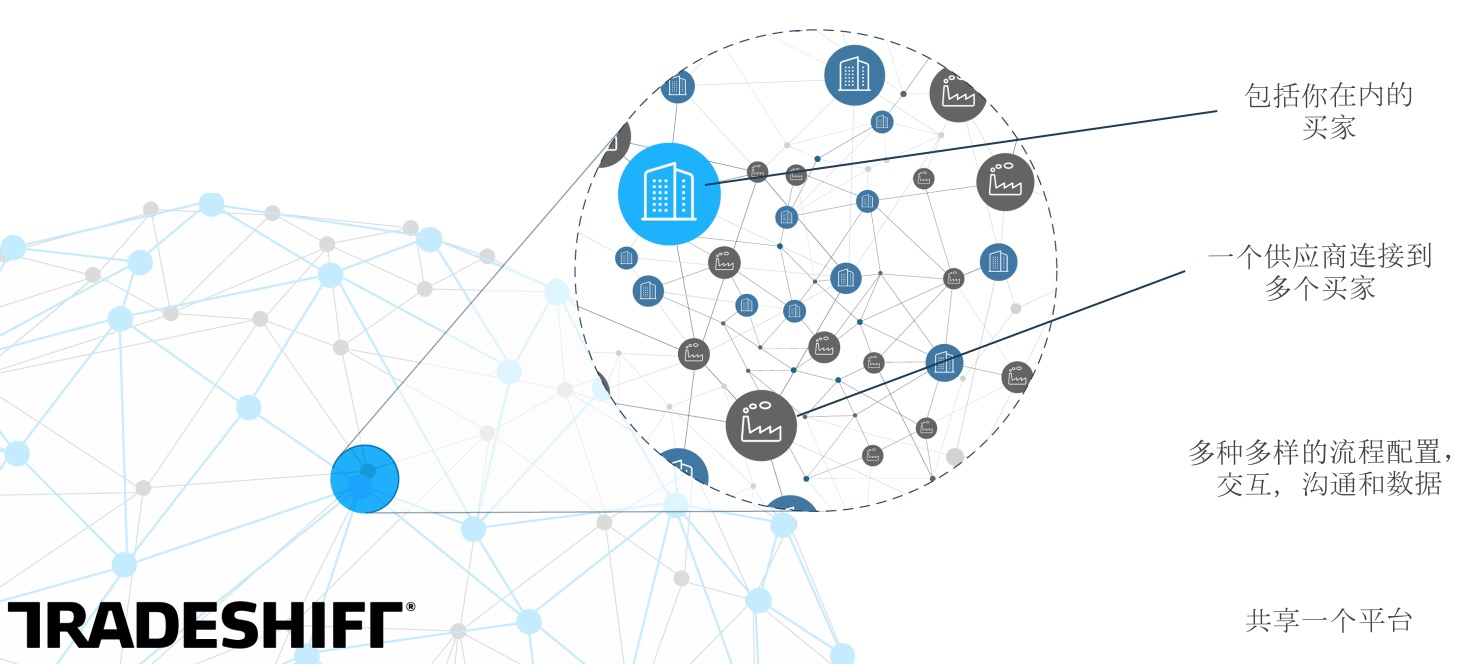 包括你在内的
买家
一个供应商连接到
多个买家
多种多样的流程配置，
交互，沟通和数据
共享一个平台
TRADESHIFT®